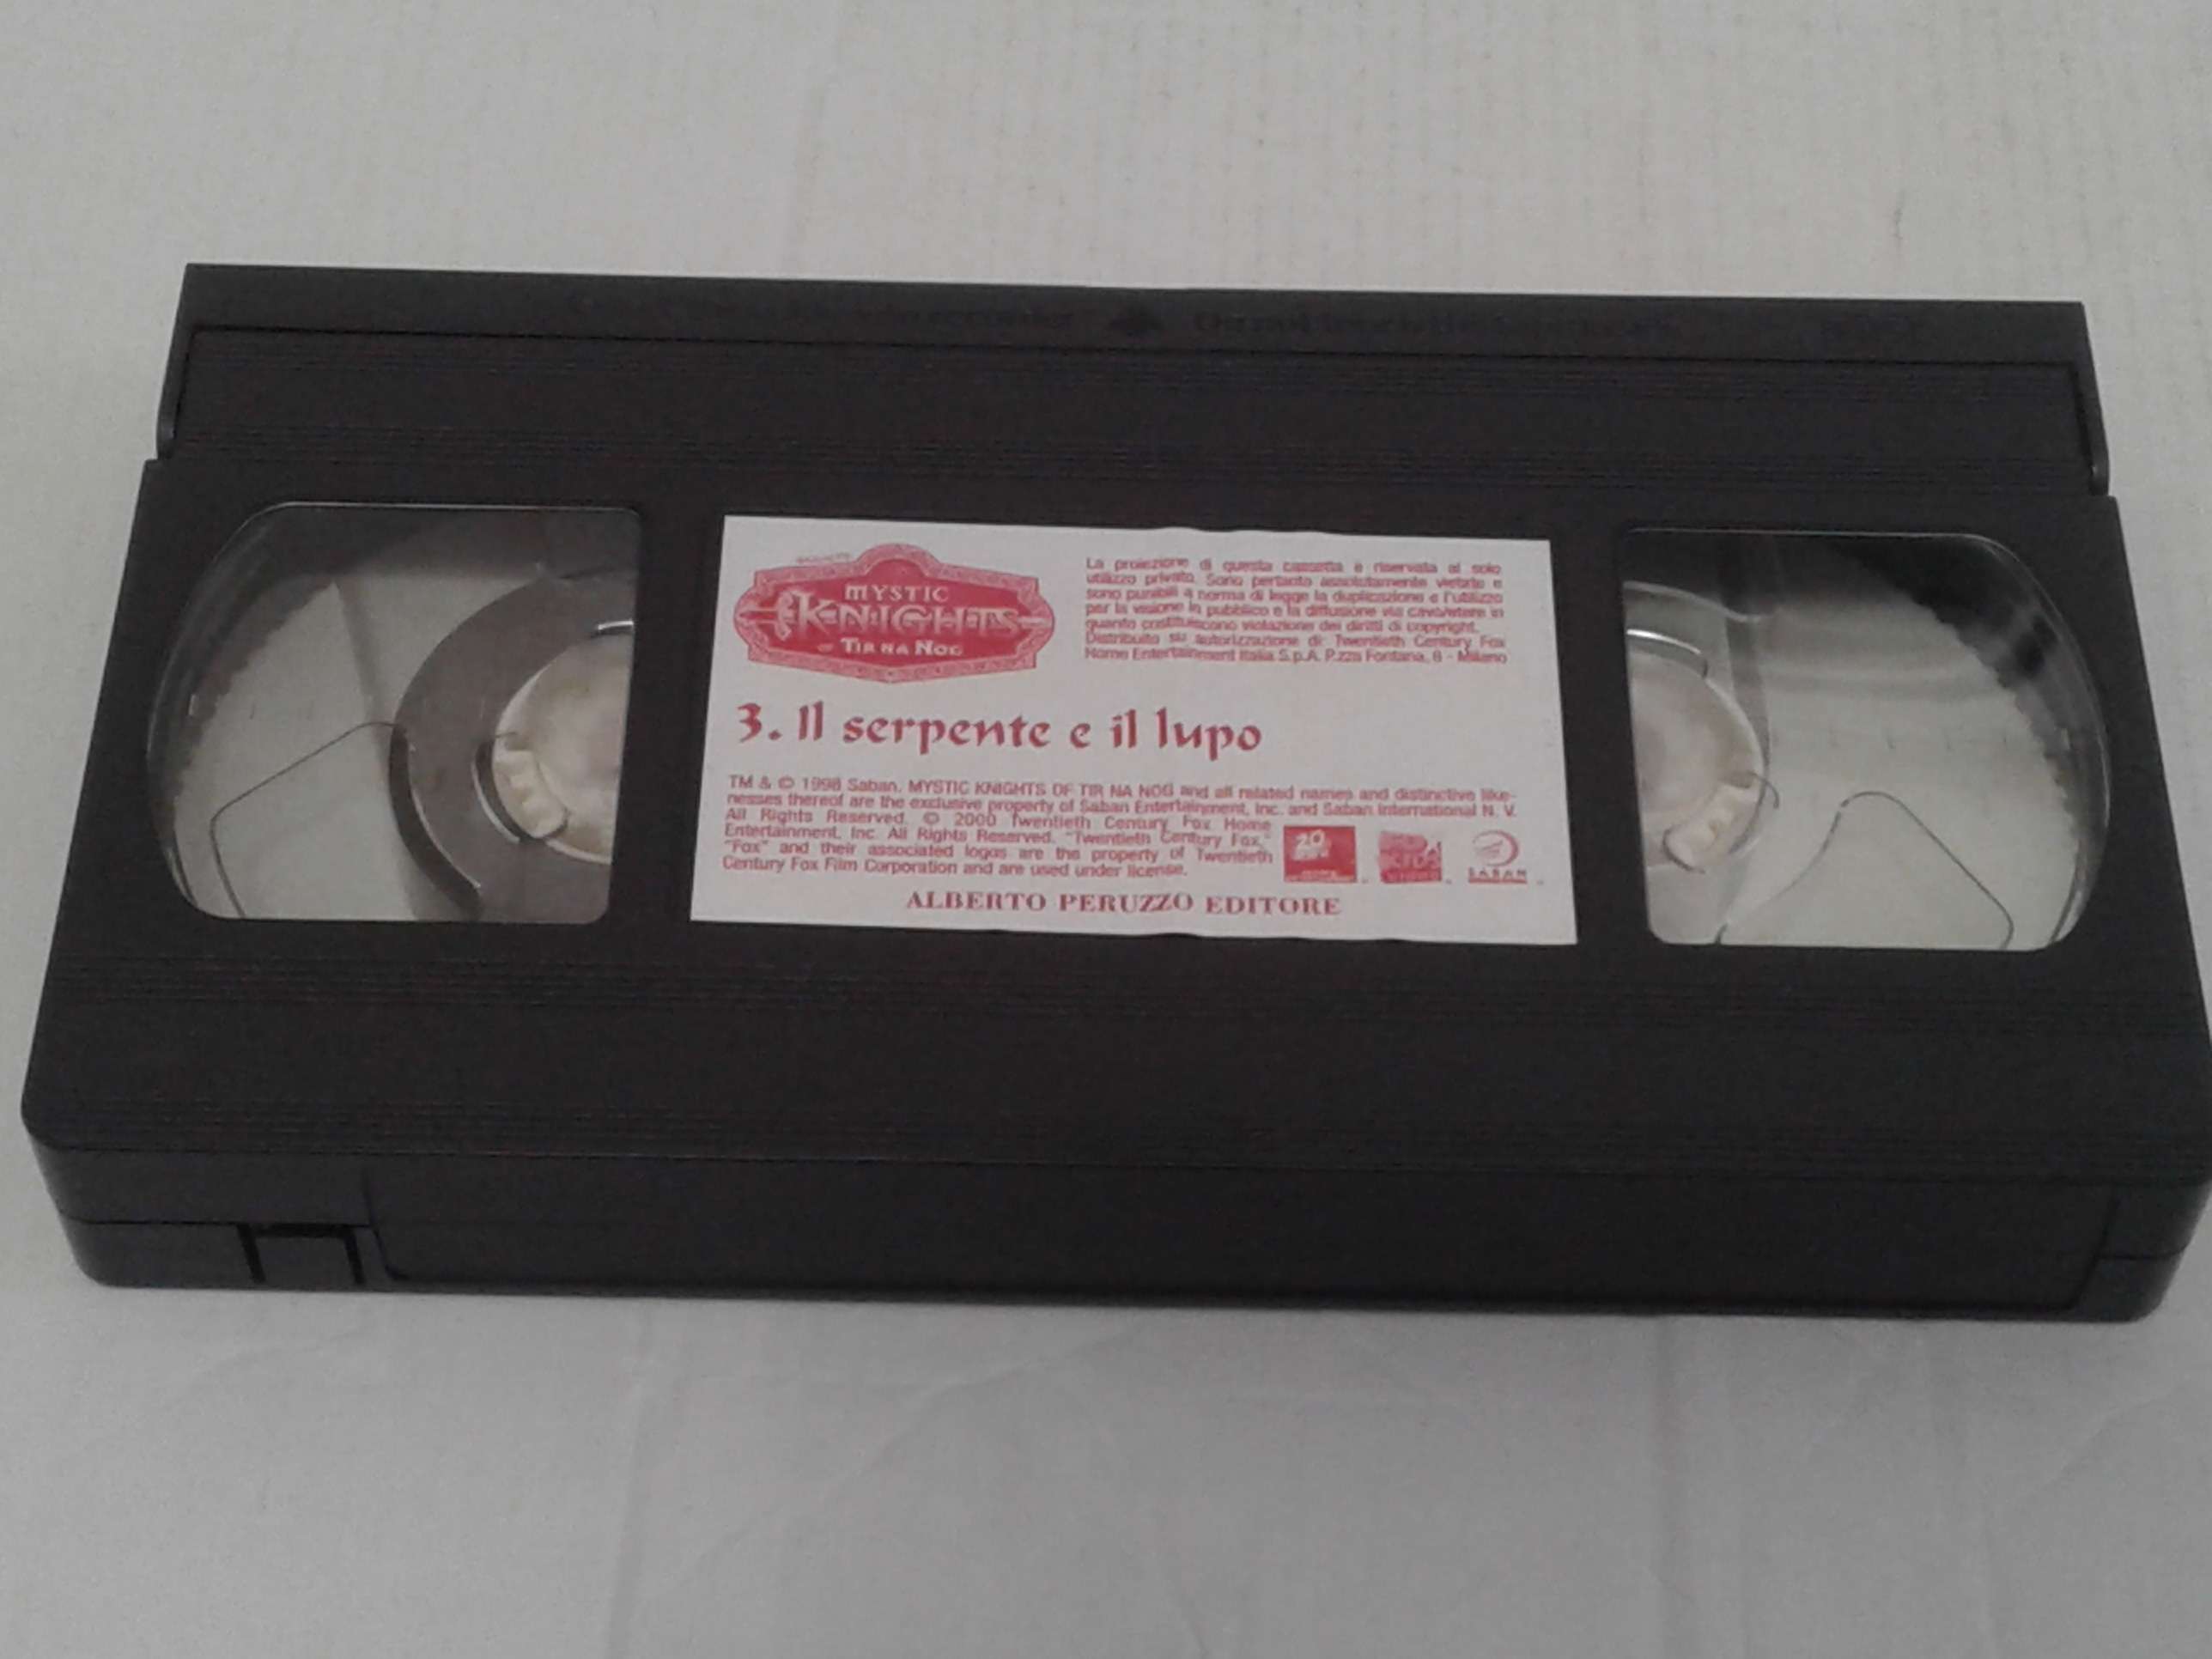 MYSTIC
KNIGHTS
OF TIR NA NOG
La proiezione di questa cassetta è riservata al solo
utilizzo privato. Sono pertanto assolutamente vietate e
sono punibili a norma di legge la duplicazione e l'utilizzo
per la visione in pubblico e la diffusione via cavo/etere in
quanto costituiscono violazione dei diritti di copyright.
Distribuito su autorizzazione di: Twentieth Century Fox
Home Entertainment Italia S.p.A. P.zza Fontana, 6 - Milano
3. Il serpente e il lupo
TM & © 1998 Saban. MYSTIC KNIGHTS OF TIR NA NOG and all related names and distinctive like-
nesses thereof are the exclusive property of Saban Entertainment, Inc. and Saban International N. V.
All Rights Reserved. © 2000 Twentieth Century Fox Home
Entertainment, Inc. All Rights Reserved. "Twentieth Century Fox,"
"Fox" and their associated logos are the property of Twentieth
Century Fox Film Corporation and are used under license.
20
SABAN
ALBERTO PERUZZO EDITORE